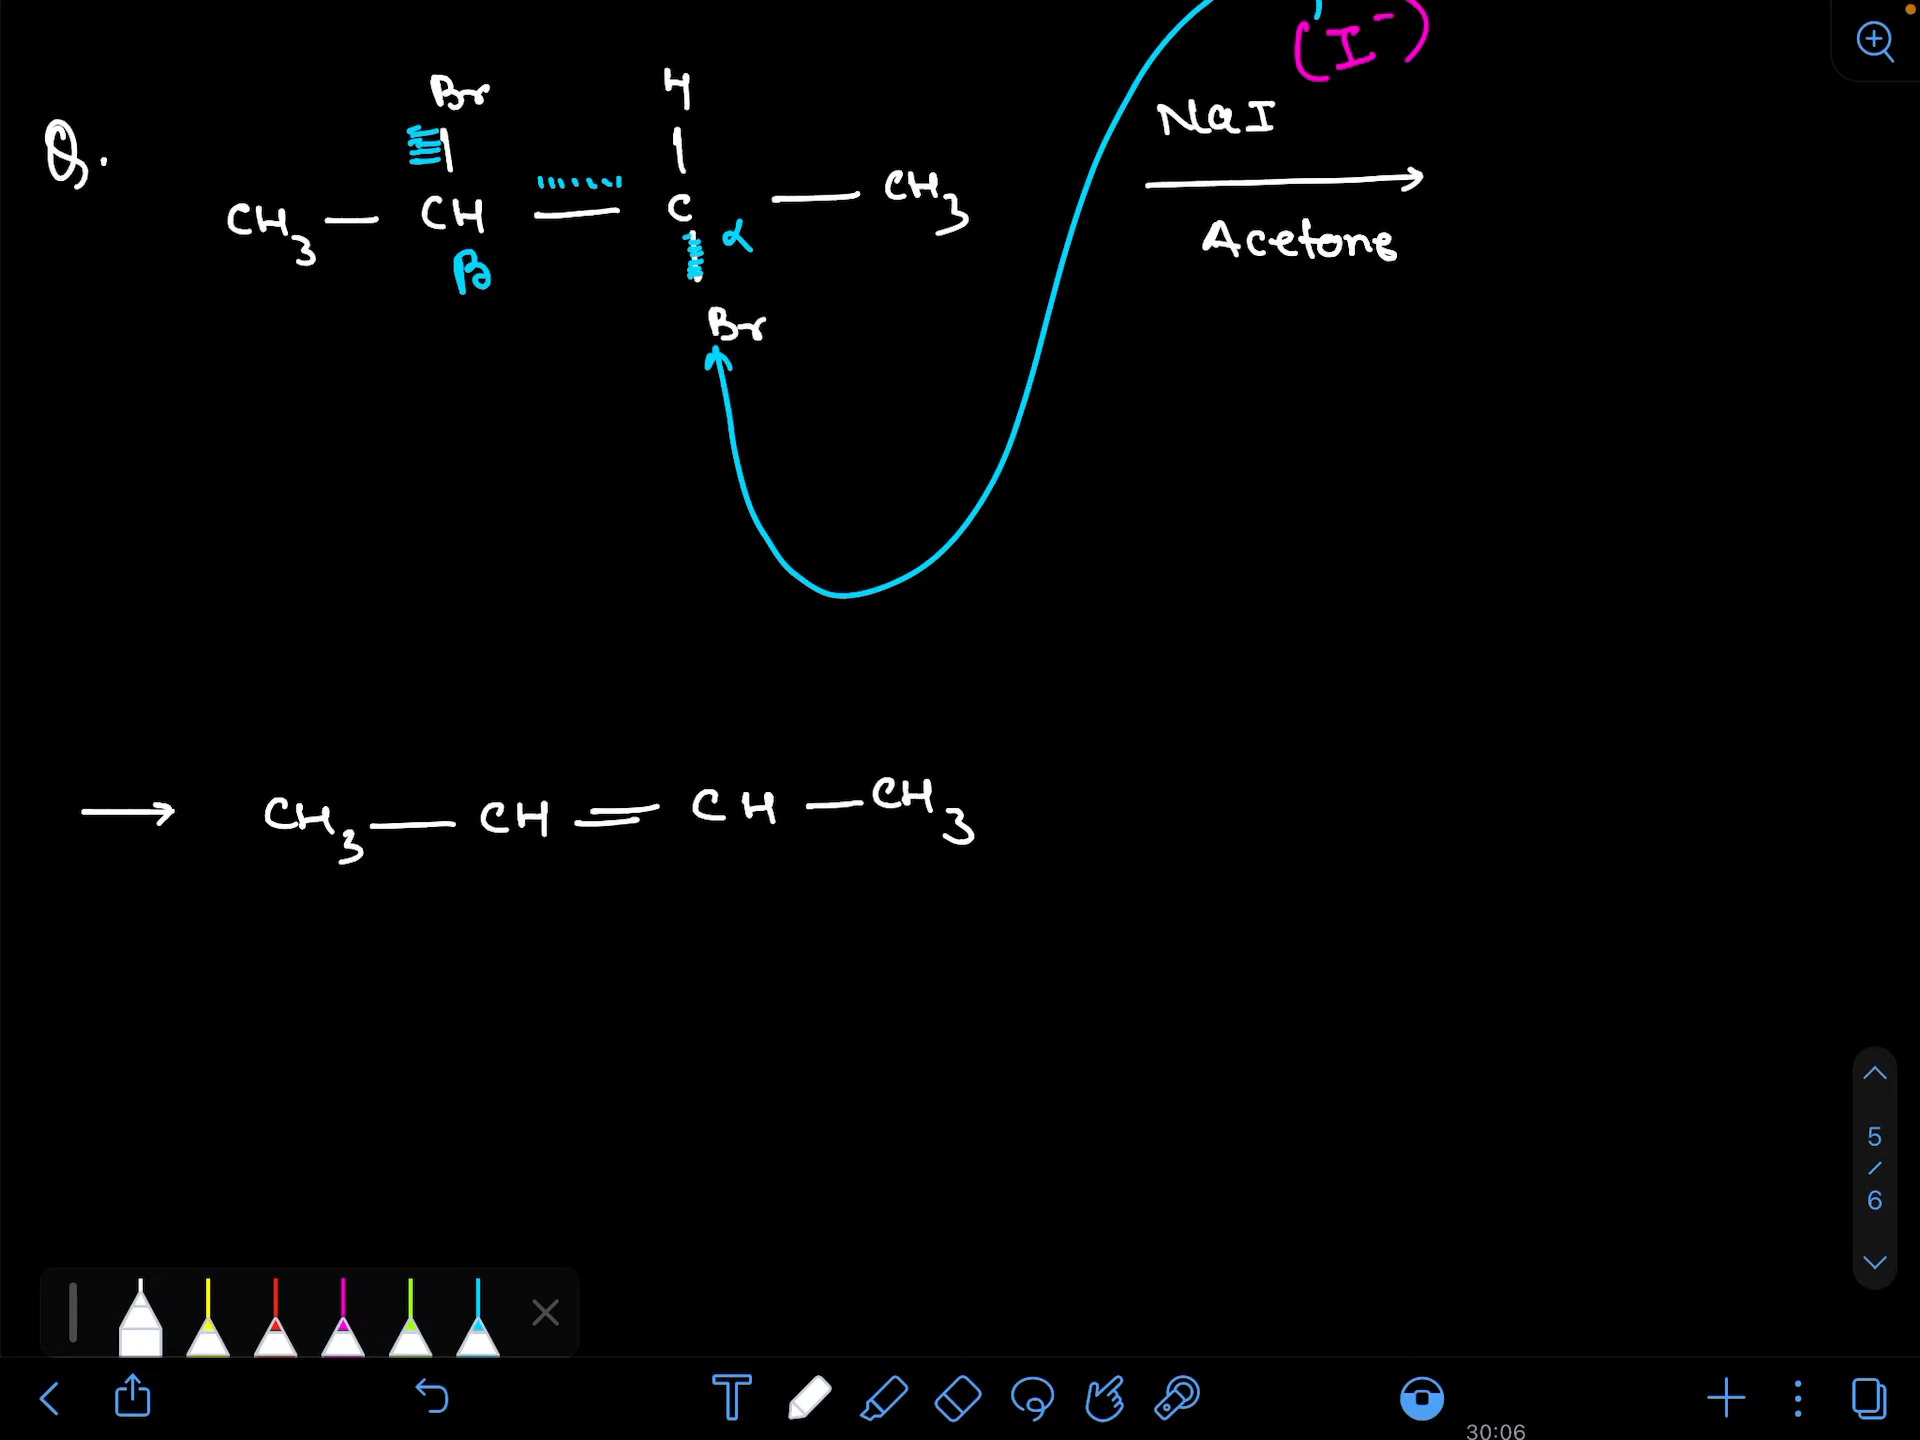 (I⁻)
Br H NaI
Q. CH₃ — CH — C — CH₃ →
β α Acetone
Br
→ CH₃ — CH = CH — CH₃
5
/
6
T
30:06